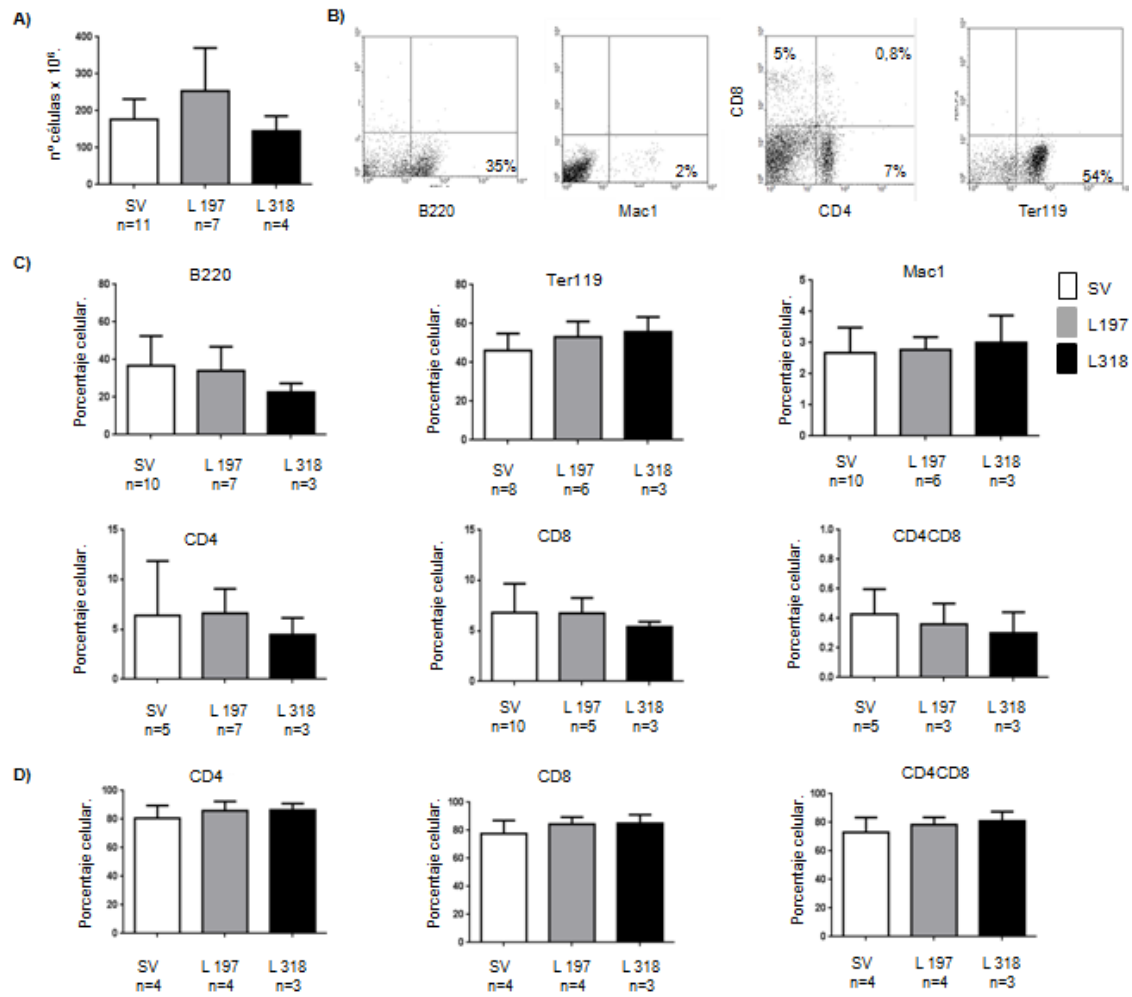 A)
nº células x 10⁶.
400
300
200
100
0
SV
n=11
L 197
n=7
L 318
n=4
B)
35%
B220
2%
Mac1
CD8
5%
0,8%
7%
CD4
54%
Ter119
C)
B220
Porcentaje celular.
80
60
40
20
0
SV
n=10
L 197
n=7
L 318
n=3
Ter119
Porcentaje celular.
80
60
40
20
0
SV
n=8
L 197
n=6
L 318
n=3
Mac1
Porcentaje celular.
5
4
3
2
1
0
SV
n=10
L 197
n=6
L 318
n=3
SV
L197
L318
CD4
Porcentaje celular.
15
10
5
0
SV
n=5
L 197
n=7
L 318
n=3
CD8
Porcentaje celular.
15
10
5
0
SV
n=10
L 197
n=5
L 318
n=3
CD4CD8
Porcentaje celular.
1.0
0.8
0.6
0.4
0.2
0.0
SV
n=5
L 197
n=3
L 318
n=3
D)
CD4
Porcentaje celular.
100
80
60
40
20
0
SV
n=4
L 197
n=4
L 318
n=3
CD8
Porcentaje celular.
100
80
60
40
20
0
SV
n=4
L 197
n=4
L 318
n=3
CD4CD8
Porcentaje celular.
100
80
60
40
20
0
SV
n=4
L 197
n=4
L 318
n=3